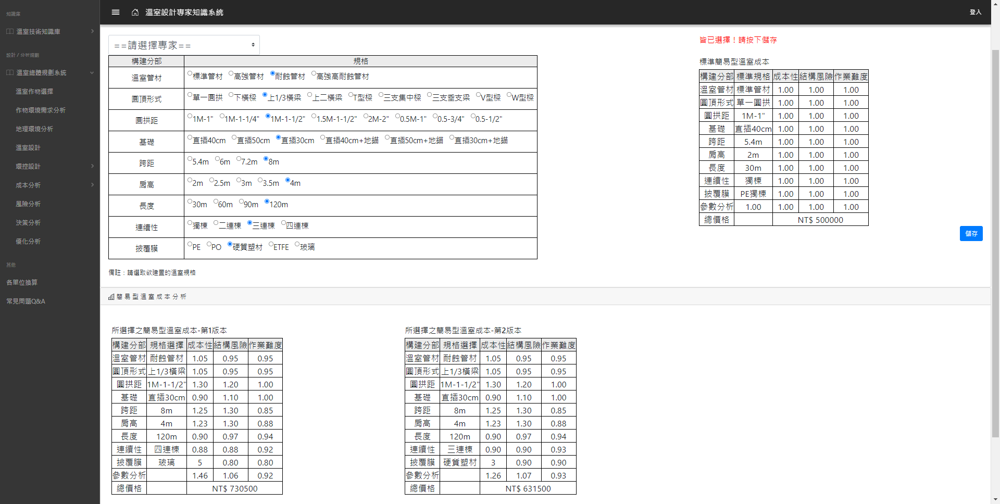 知識庫
溫室技術知識庫
設計 / 分析規劃
溫室總體規劃系統
溫室作物選擇
作物環境需求分析
地理環境分析
溫室設計
環控設計
成本分析
風險分析
決策分析
優化分析
其他
各單位換算
常見問題Q&A
溫室設計專家知識系統
登入
==請選擇專家==
構建分部 規格
溫室管材 標準管材 高強管材 耐蝕管材 高強高耐蝕管材
圓頂形式 單一圓拱 下橫樑 上1/3橫梁 上二橫梁 T型樑 三支集中樑 三支垂支梁 V型樑 W型樑
圓拱距 1M-1" 1M-1-1/4" 1M-1-1/2" 1.5M-1-1/2" 2M-2" 0.5M-1" 0.5-3/4" 0.5-1/2"
基礎 直插40cm 直插50cm 直插30cm 直插40cm+地錨 直插50cm+地錨 直插30cm+地錨
跨距 5.4m 6m 7.2m 8m
肩高 2m 2.5m 3m 3.5m 4m
長度 30m 60m 90m 120m
連續性 獨棟 二連棟 三連棟 四連棟
披覆膜 PE PO 硬質塑材 ETFE 玻璃
備註：請選取欲建置的溫室規格
皆已選擇！請按下儲存
標準簡易型溫室成本
構建分部 標準規格 成本性 結構風險 作業難度
溫室管材 標準管材 1.00 1.00 1.00
圓頂形式 單一圓拱 1.00 1.00 1.00
圓拱距 1M-1" 1.00 1.00 1.00
基礎 直插40cm 1.00 1.00 1.00
跨距 5.4m 1.00 1.00 1.00
肩高 2m 1.00 1.00 1.00
長度 30m 1.00 1.00 1.00
連續性 獨棟 1.00 1.00 1.00
披覆膜 PE獨棟 1.00 1.00 1.00
參數分析 1.00 1.00 1.00 1.00
總價格 NT$ 500000
儲存
簡易型溫室成本分析
所選擇之簡易型溫室成本-第1版本
構建分部 規格選擇 成本性 結構風險 作業難度
溫室管材 耐蝕管材 1.05 0.95 0.95
圓頂形式 上1/3橫梁 1.05 0.95 0.95
圓拱距 1M-1-1/2" 1.30 1.20 1.00
基礎 直插30cm 0.90 1.10 1.00
跨距 8m 1.25 1.30 0.85
肩高 4m 1.23 1.30 0.88
長度 120m 0.90 0.97 0.94
連續性 四連棟 0.88 0.88 0.92
披覆膜 玻璃 5 0.80 0.80
參數分析 1.46 1.06 0.92
總價格 NT$ 730500
所選擇之簡易型溫室成本-第2版本
構建分部 規格選擇 成本性 結構風險 作業難度
溫室管材 耐蝕管材 1.05 0.95 0.95
圓頂形式 上1/3橫梁 1.05 0.95 0.95
圓拱距 1M-1-1/2" 1.30 1.20 1.00
基礎 直插30cm 0.90 1.10 1.00
跨距 8m 1.25 1.30 0.85
肩高 4m 1.23 1.30 0.88
長度 120m 0.90 0.97 0.94
連續性 三連棟 0.90 0.90 0.93
披覆膜 硬質塑材 3 0.90 0.90
參數分析 1.26 1.07 0.93
總價格 NT$ 631500